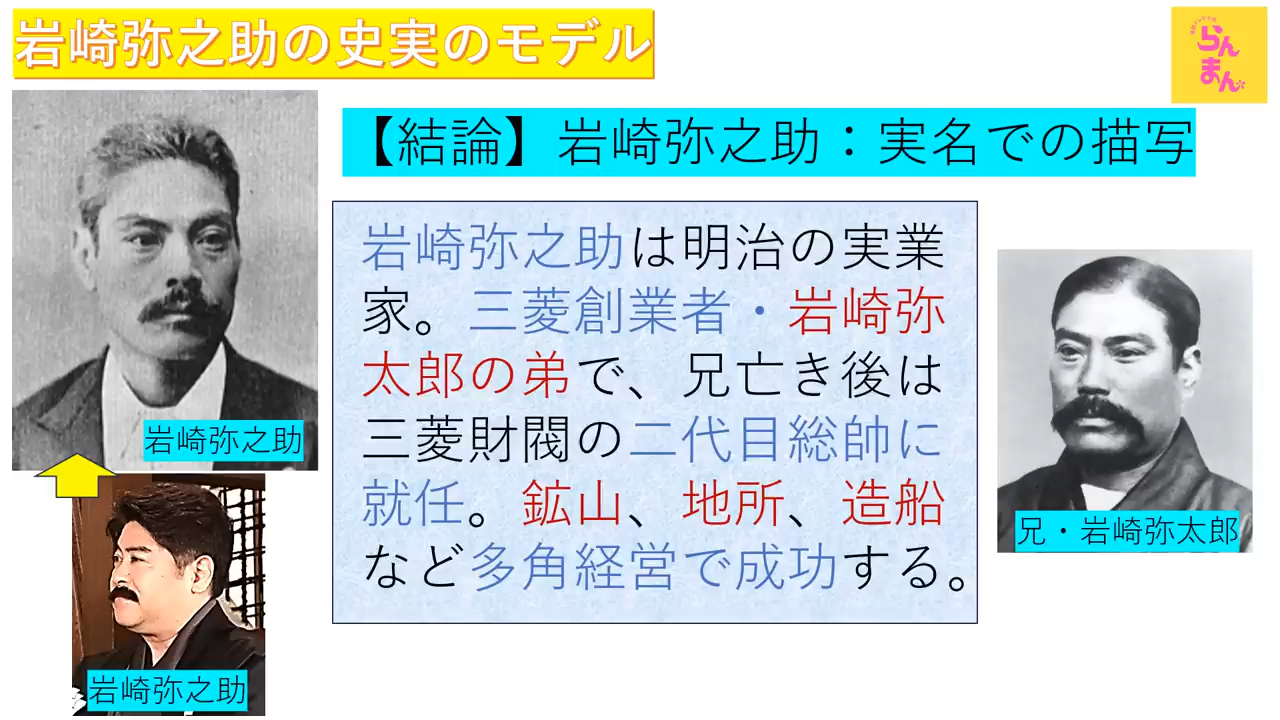 岩崎弥之助の史実のモデル
らんまん
【結論】岩崎弥之助：実名での描写
岩崎弥之助は明治の実業
家。三菱創業者・岩崎弥
太郎の弟で、兄亡き後は
三菱財閥の二代目総帥に
就任。鉱山、地所、造船
など多角経営で成功する。
岩崎弥之助
兄・岩崎弥太郎
岩崎弥之助